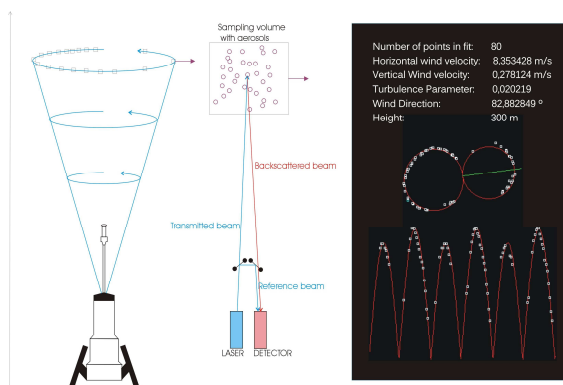 Sampling volume
with aerosols
Backscattered beam
Transmitted beam
Reference beam
LASER
DETECTOR
Number of points in fit: 80
Horizontal wind velocity: 8.353428 m/s
Vertical Wind velocity: 0,278124 m/s
Turbulence Parameter: 0,020219
Wind Direction: 82,882849 º
Height: 300 m